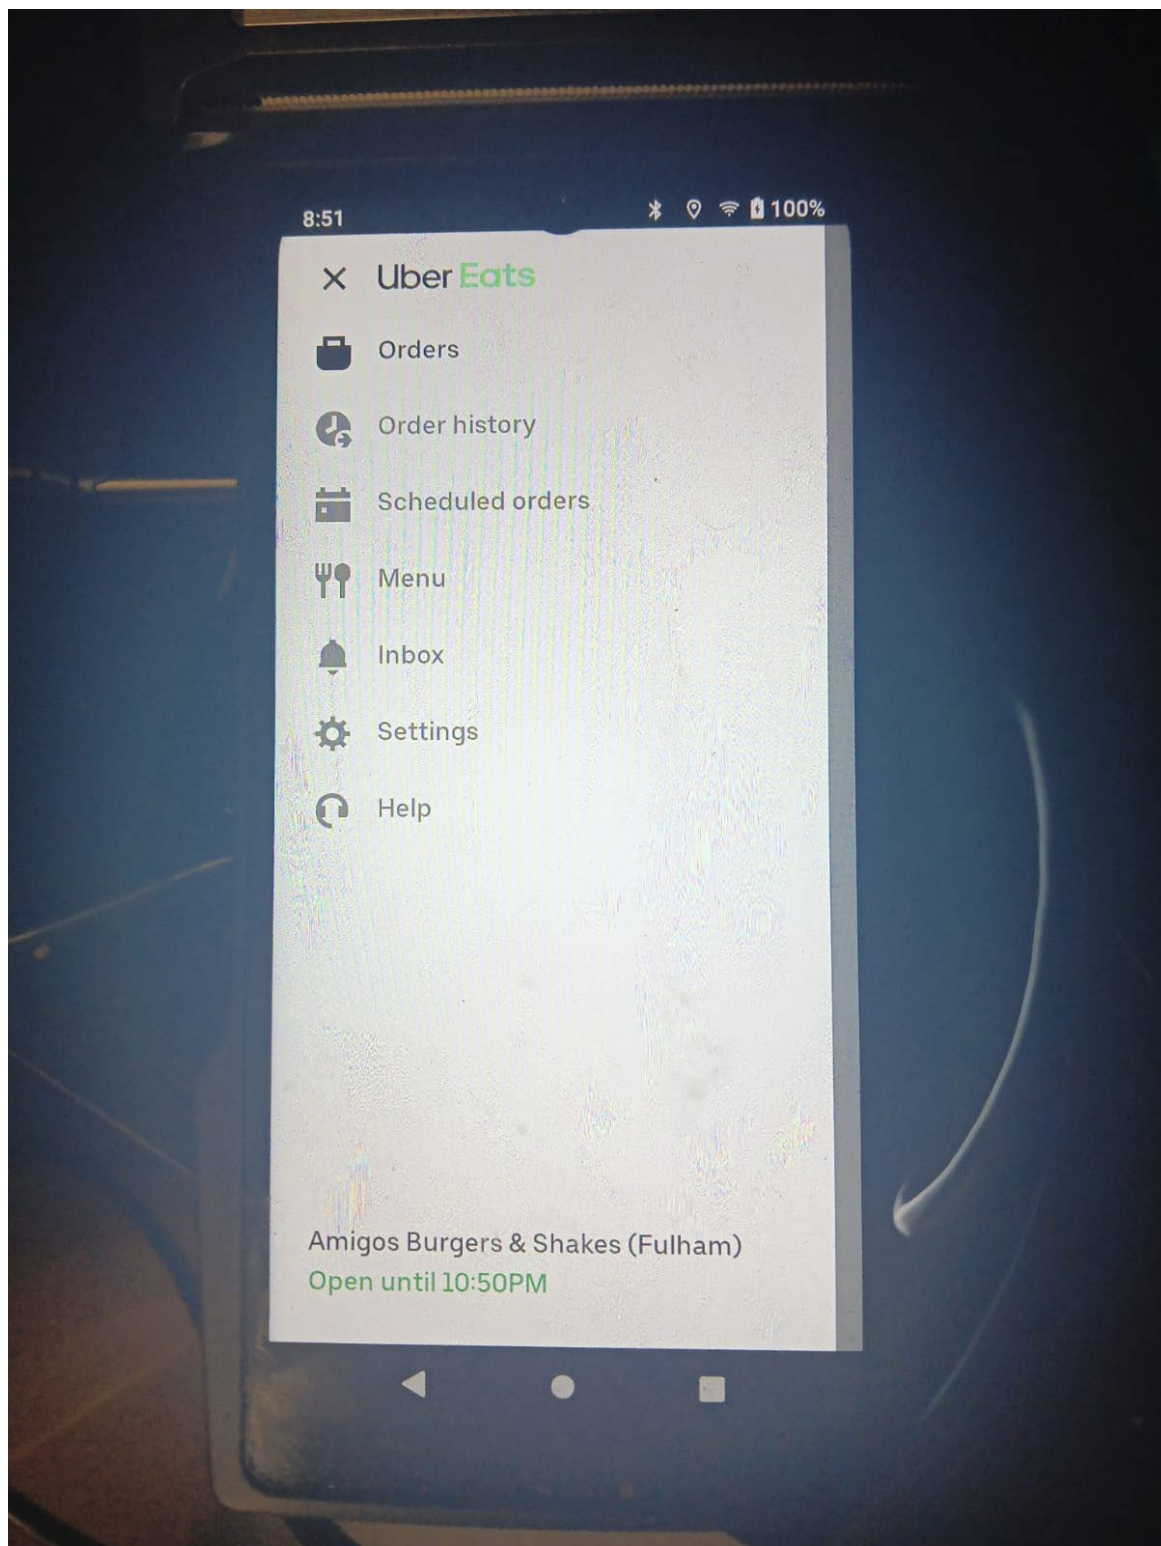 8:51 100%
Uber Eats
Orders
Order history
Scheduled orders
Menu
Inbox
Settings
Help
Amigos Burgers & Shakes (Fulham)
Open until 10:50PM